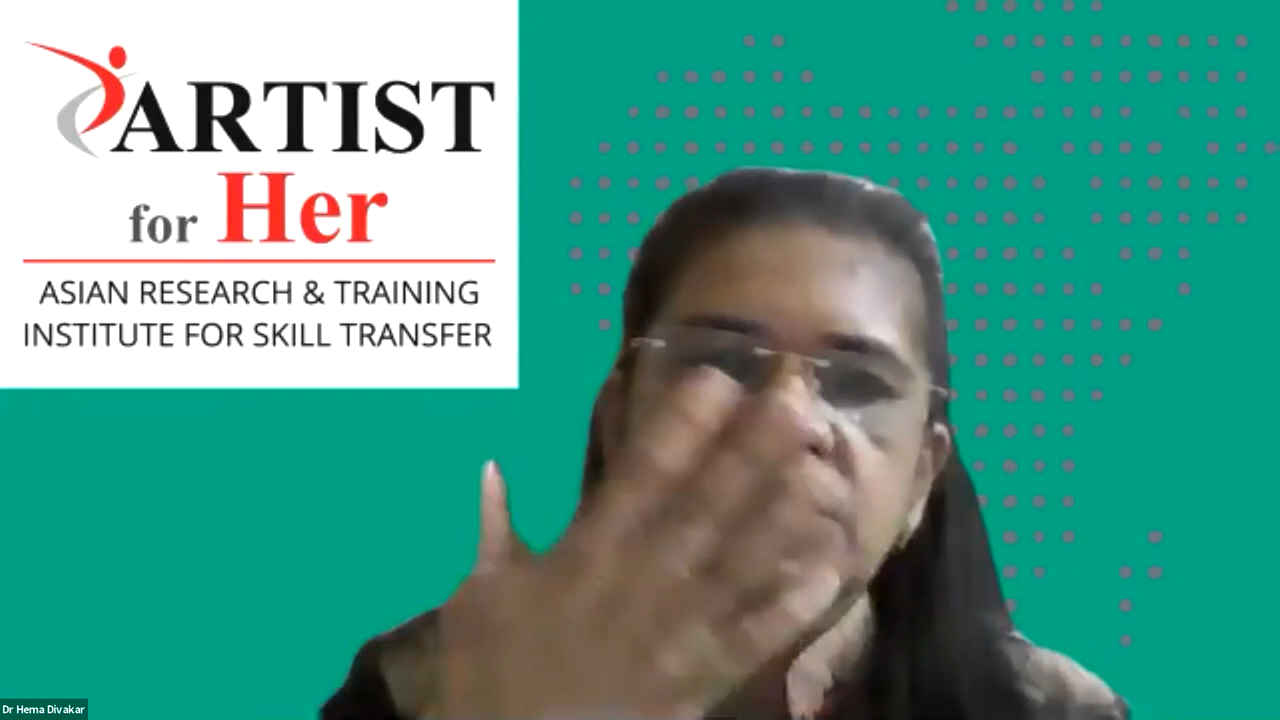 ARTIST
for Her
ASIAN RESEARCH & TRAINING
INSTITUTE FOR SKILL TRANSFER
Dr Hema Divakar